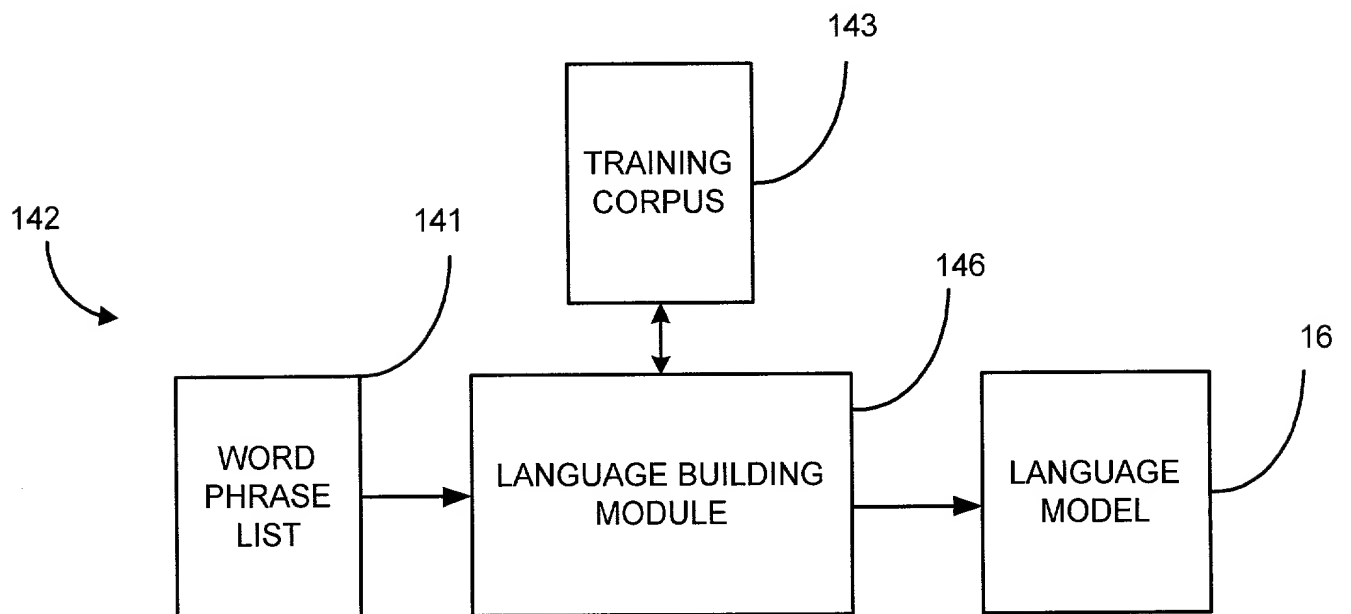 143
TRAINING
CORPUS
142
141
146
16
WORD
PHRASE
LIST
LANGUAGE BUILDING
MODULE
LANGUAGE
MODEL